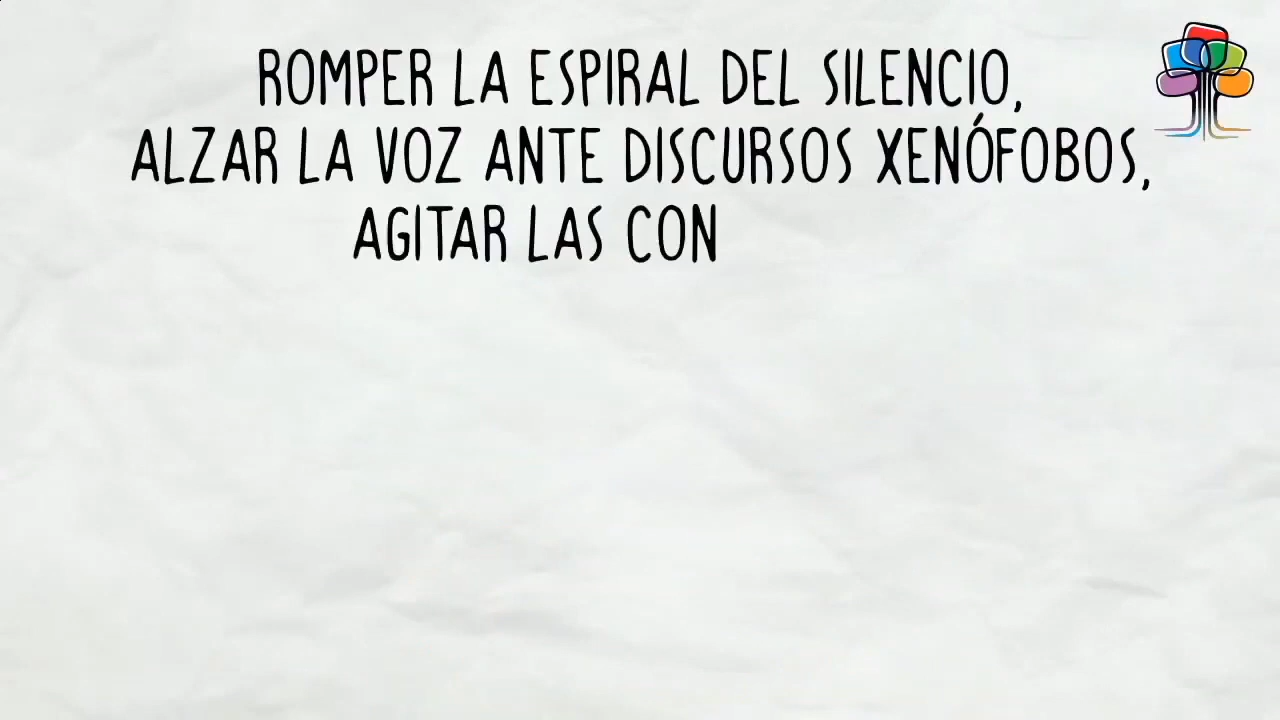 ROMPER LA ESPIRAL DEL SILENCIO,
ALZAR LA VOZ ANTE DISCURSOS XENÓFOBOS,
AGITAR LAS CON